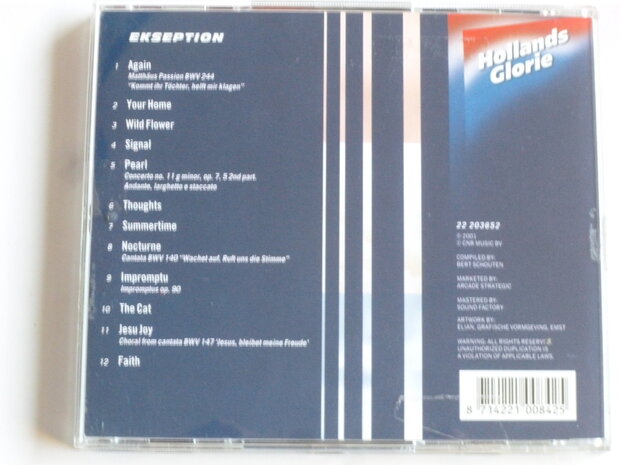 EKSEPTION
1 Again
Matthäus Passion BWV 244
"Kommt ihr Töchter, helft mir klagen"
2 Your Home
3 Wild Flower
4 Signal
5 Pearl
Concerto no. 11 g minor, op. 7, 5 2nd part.
Andante, larghetto e staccato
6 Thoughts
7 Summertime
8 Nocturne
Cantata BWV 140 "Wachet auf, Ruft uns die Stimme"
9 Impromptu
Impromptus op. 90
10 The Cat
11 Jesu Joy
Choral from cantata BWV 147 'Jesus, bleibet meine Freude'
12 Faith
Hollands
Glorie
22 203652
© 2001
℗ CNR MUSIC BV
COMPILED BY:
BERT SCHOUTEN
MARKETED BY:
ARCADE STRATEGIC
MASTERED BY:
SOUND FACTORY
ARTWORK BY:
ELIAN, GRAFISCHE VORMGEVING, EMST
WARNING: ALL RIGHTS
UNAUTHORIZED DUPLICATION IS
A VIOLATION OF APPLICABLE LAWS.
8 714221 008425